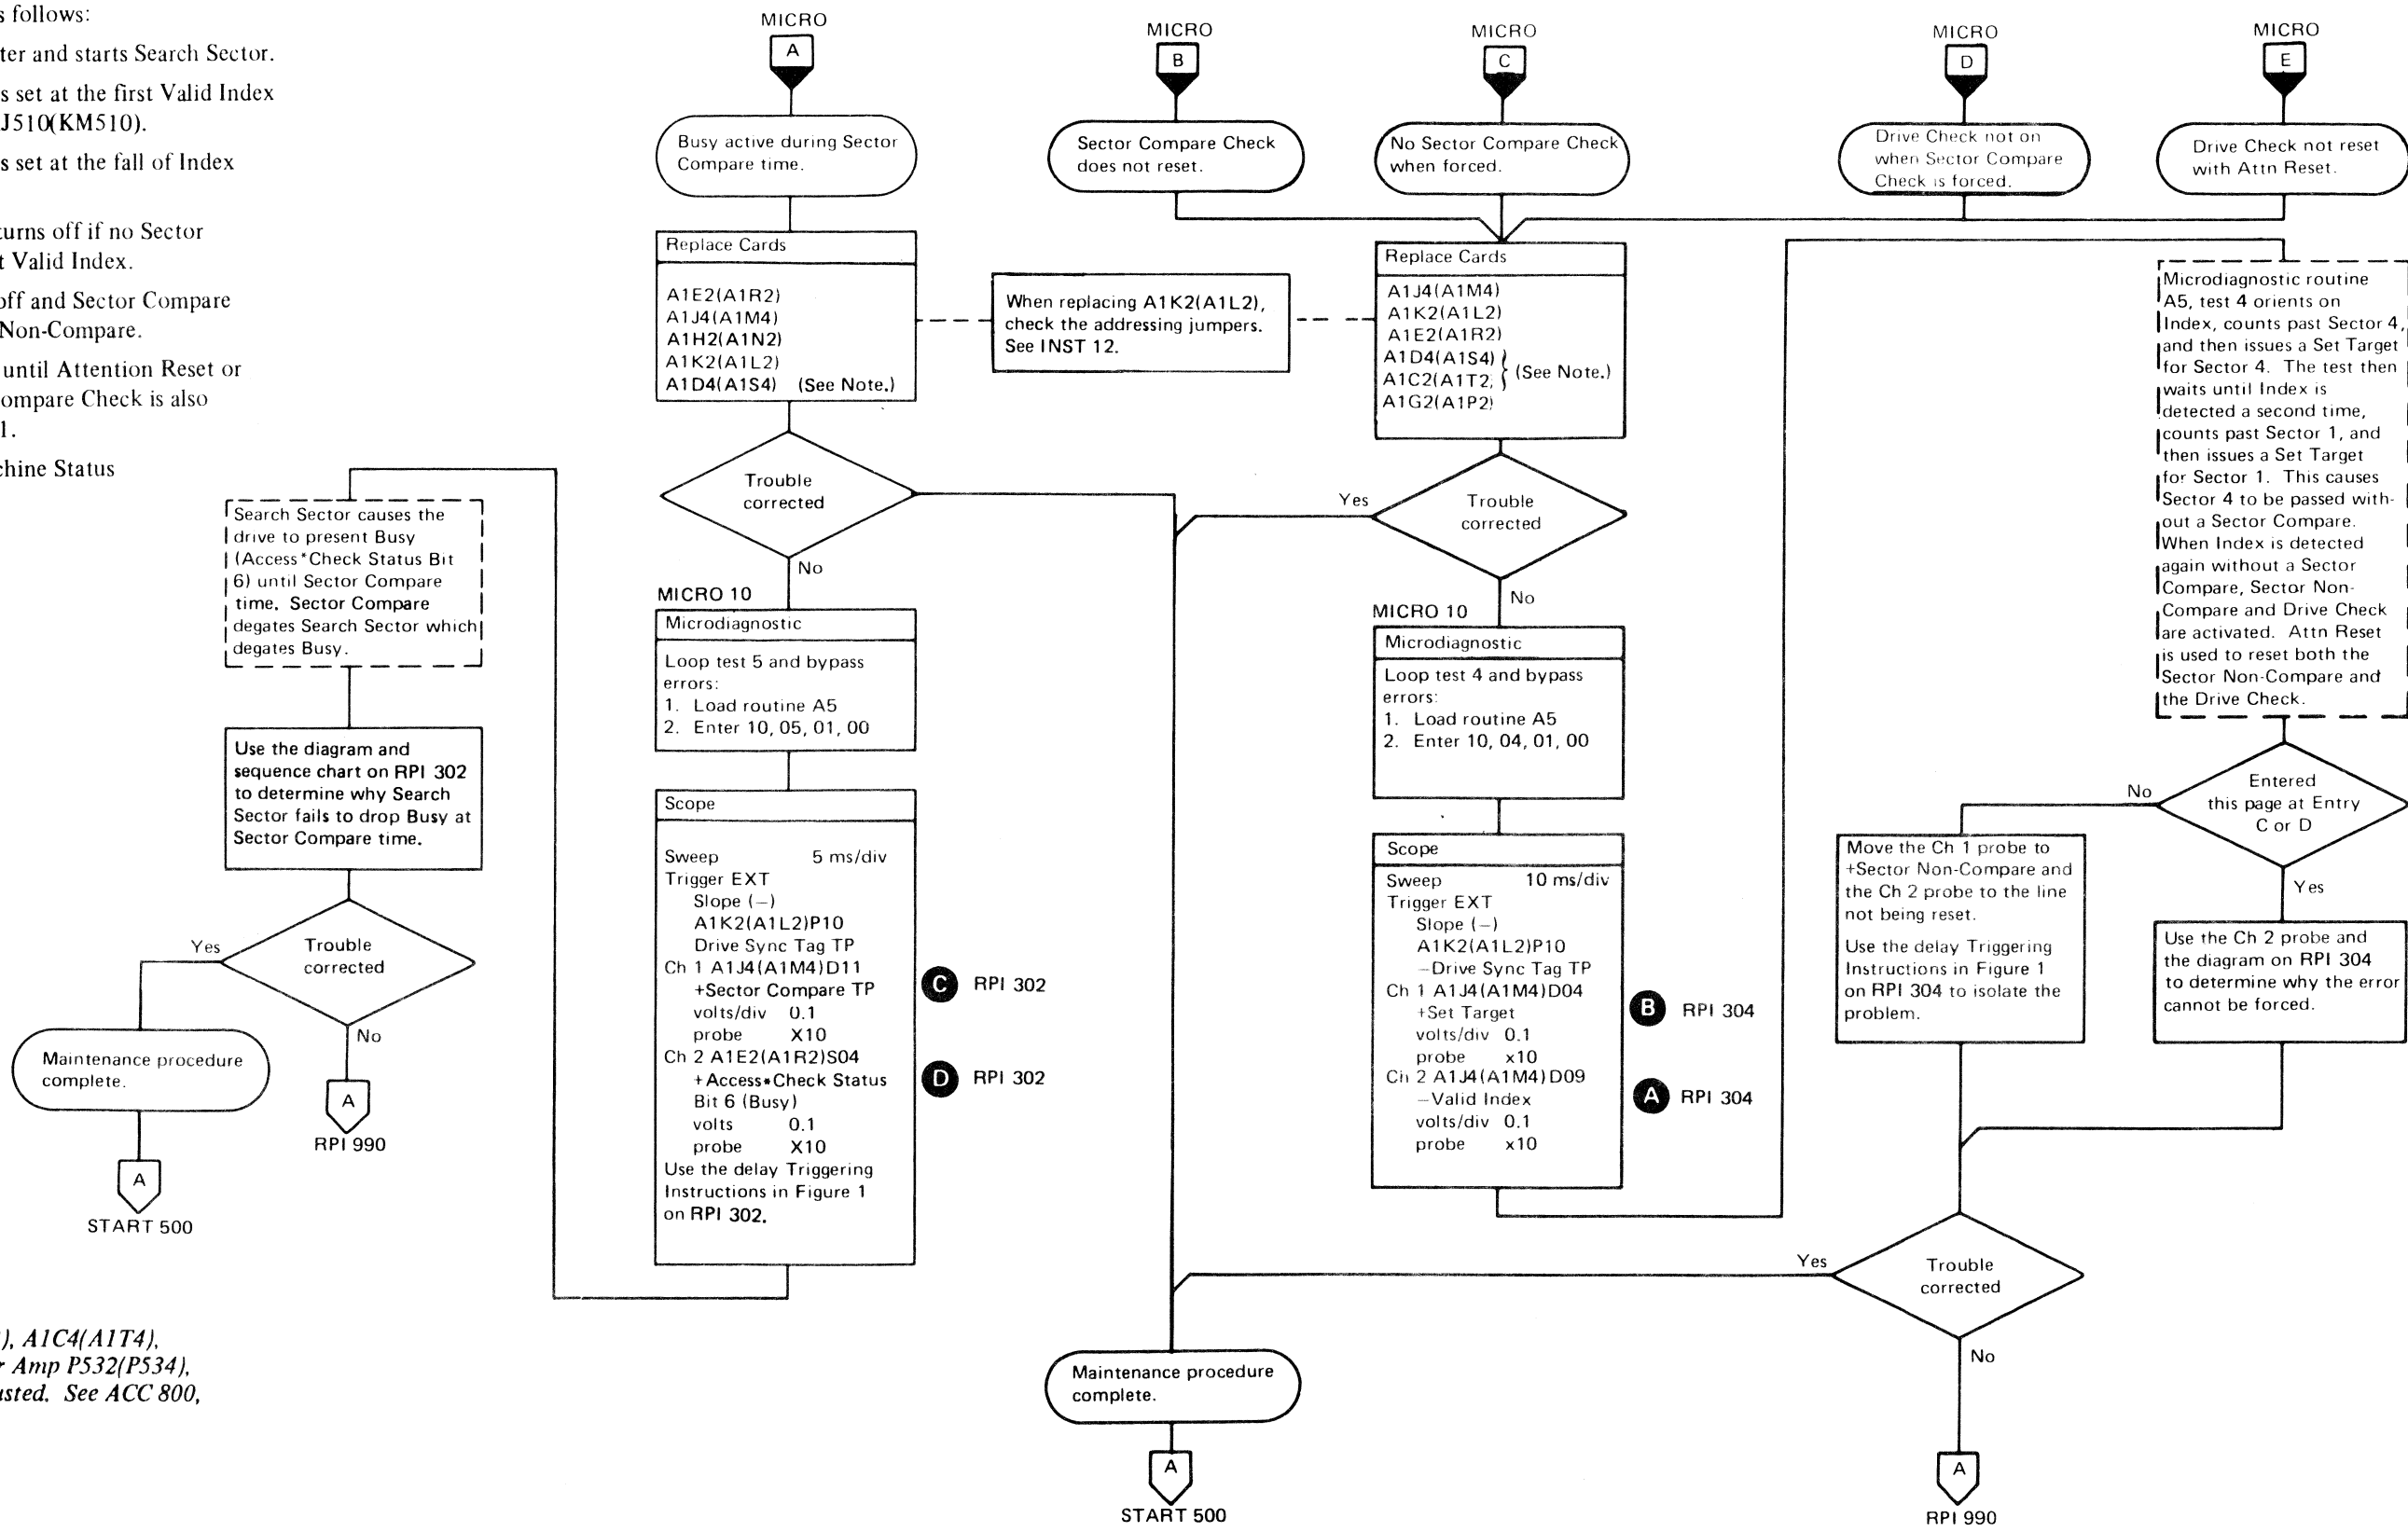 s follows:
ter and starts Search Sector.
s set at the first Valid Index
J510(KM510).
s set at the fall of Index
turns off if no Sector
t Valid Index.
off and Sector Compare
Non-Compare.
until Attention Reset or
ompare Check is also
1.
chine Status
MICRO
A
Busy active during Sector
Compare time.
Replace Cards
A1E2(A1R2)
A1J4(A1M4)
A1H2(A1N2)
A1K2(A1L2)
A1D4(A1S4) (See Note.)
When replacing A1K2(A1L2),
check the addressing jumpers.
See INST 12.
Trouble
corrected
No
MICRO 10
Microdiagnostic
Loop test 5 and bypass
errors:
1. Load routine A5
2. Enter 10, 05, 01, 00
Scope
Sweep 5 ms/div
Trigger EXT
Slope (–)
A1K2(A1L2)P10
Drive Sync Tag TP
Ch 1 A1J4(A1M4)D11
+Sector Compare TP
volts/div 0.1
probe X10
C RPI 302
Ch 2 A1E2(A1R2)S04
+Access*Check Status
Bit 6 (Busy)
volts 0.1
probe X10
D RPI 302
Use the delay Triggering
Instructions in Figure 1
on RPI 302.
Search Sector causes the
drive to present Busy
(Access*Check Status Bit
6) until Sector Compare
time. Sector Compare
degates Search Sector which
degates Busy.
Use the diagram and
sequence chart on RPI 302
to determine why Search
Sector fails to drop Busy at
Sector Compare time.
Trouble
corrected
Yes
No
Maintenance procedure
complete.
A
START 500
A
RPI 990
MICRO
B
Sector Compare Check
does not reset.
MICRO
C
No Sector Compare Check
when forced.
MICRO
D
Drive Check not on
when Sector Compare
Check is forced.
MICRO
E
Drive Check not reset
with Attn Reset.
Replace Cards
A1J4(A1M4)
A1K2(A1L2)
A1E2(A1R2)
A1D4(A1S4)
A1C2(A1T2) (See Note.)
A1G2(A1P2)
Yes
Trouble
corrected
No
MICRO 10
Microdiagnostic
Loop test 4 and bypass
errors:
1. Load routine A5
2. Enter 10, 04, 01, 00
Scope
Sweep 10 ms/div
Trigger EXT
Slope (–)
A1K2(A1L2)P10
–Drive Sync Tag TP
Ch 1 A1J4(A1M4)D04
+Set Target
volts/div 0.1
probe x10
B RPI 304
Ch 2 A1J4(A1M4)D09
–Valid Index
volts/div 0.1
probe x10
A RPI 304
Microdiagnostic routine
A5, test 4 orients on
Index, counts past Sector 4,
and then issues a Set Target
for Sector 4. The test then
waits until Index is
detected a second time,
counts past Sector 1, and
then issues a Set Target
for Sector 1. This causes
Sector 4 to be passed with-
out a Sector Compare.
When Index is detected
again without a Sector
Compare, Sector Non-
Compare and Drive Check
are activated. Attn Reset
is used to reset both the
Sector Non-Compare and
the Drive Check.
Entered
this page at Entry
C or D
No
Yes
Move the Ch 1 probe to
+Sector Non-Compare and
the Ch 2 probe to the line
not being reset.
Use the delay Triggering
Instructions in Figure 1
on RPI 304 to isolate the
problem.
Use the Ch 2 probe and
the diagram on RPI 304
to determine why the error
cannot be forced.
Yes
Trouble
corrected
No
Maintenance procedure
complete.
A
START 500
A
RPI 990
), A1C4(A1T4),
r Amp P532(P534),
usted. See ACC 800,